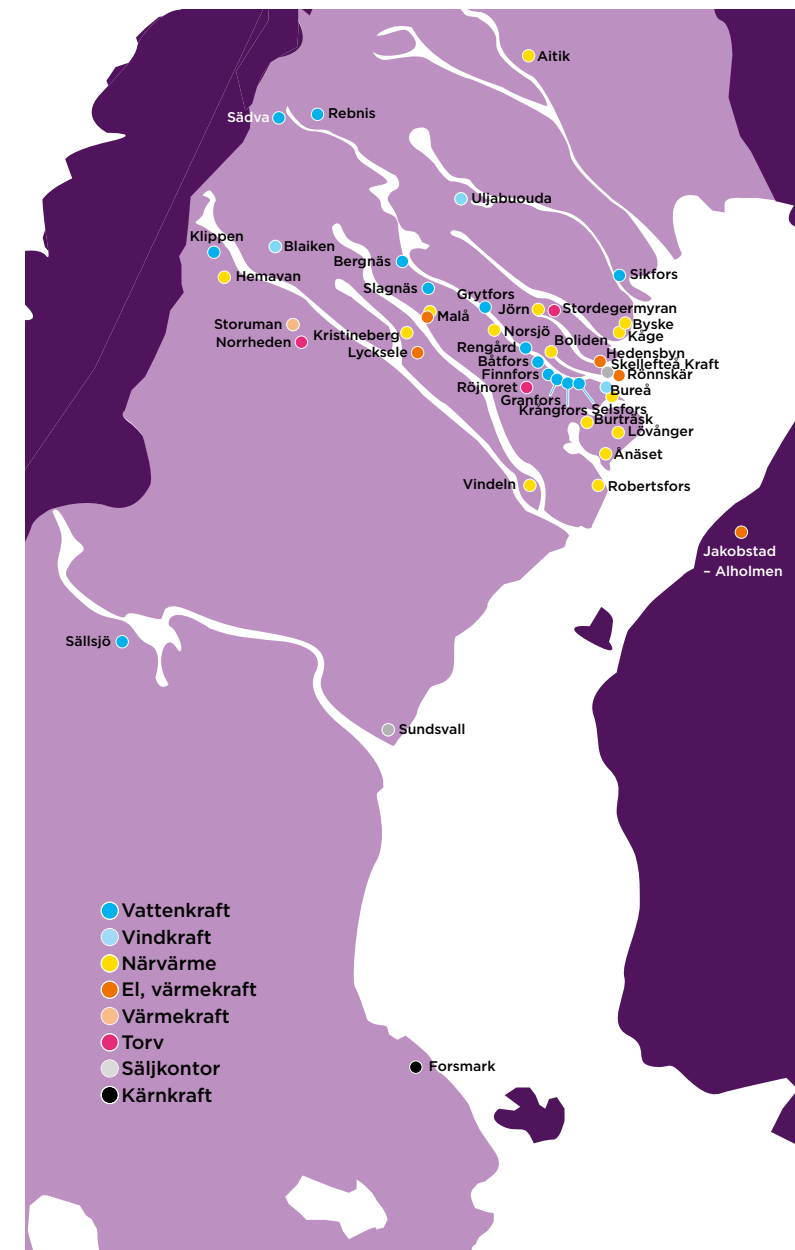 Aitik
Sädva
Rebnis
Uljabuouda
Klippen
Blaiken
Bergnäs
Hemavan
Sikfors
Slagnäs
Grytfors
Jörn
Stordegermyran
Malå
Storuman
Byske
Kåge
Norrheden
Kristineberg
Norsjö
Boliden
Lycksele
Rengård
Hedensbyn
Båtfors
Skellefteå Kraft
Finnfors
Rönnskär
Röjnoret
Bureå
Granfors
Krångfors
Selsfors
Burträsk
Lövånger
Ånäset
Vindeln
Robertsfors
Jakobstad
– Alholmen
Sällsjö
Sundsvall
Vattenkraft
Vindkraft
Närvärme
El, värmekraft
Värmekraft
Torv
Säljkontor
Kärnkraft
Forsmark